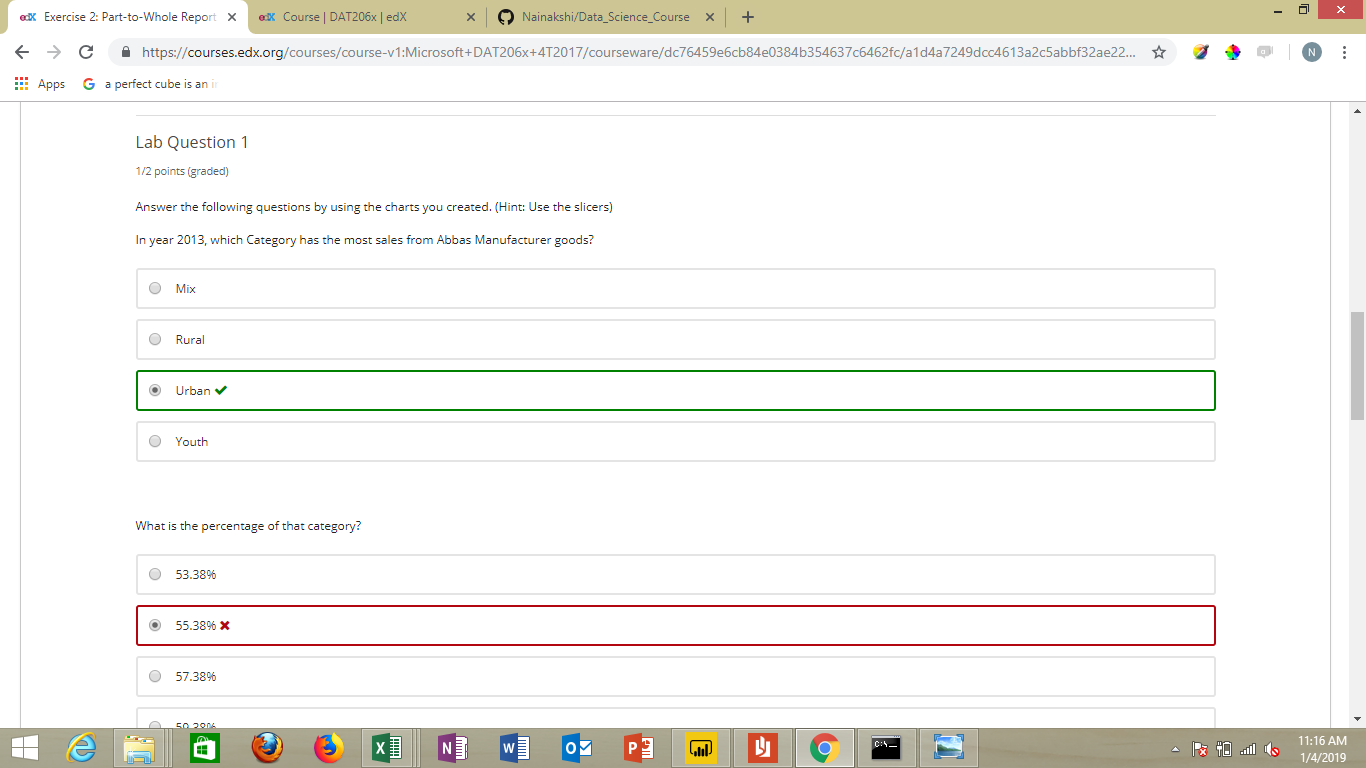 edX Exercise 2: Part-to-Whole Report
edX Course | DAT206x | edX
Nainakshi/Data_Science_Course
https://courses.edx.org/courses/course-v1:Microsoft+DAT206x+4T2017/courseware/dc76459e6cb84e0384b354637c6462fc/a1d4a7249dcc4613a2c5abbf32ae22...
N
Apps
G a perfect cube is an i
Lab Question 1
1/2 points (graded)
Answer the following questions by using the charts you created. (Hint: Use the slicers)
In year 2013, which Category has the most sales from Abbas Manufacturer goods?
Mix
Rural
Urban
Youth
What is the percentage of that category?
53.38%
55.38%
57.38%
59.38%
11:16 AM
1/4/2019